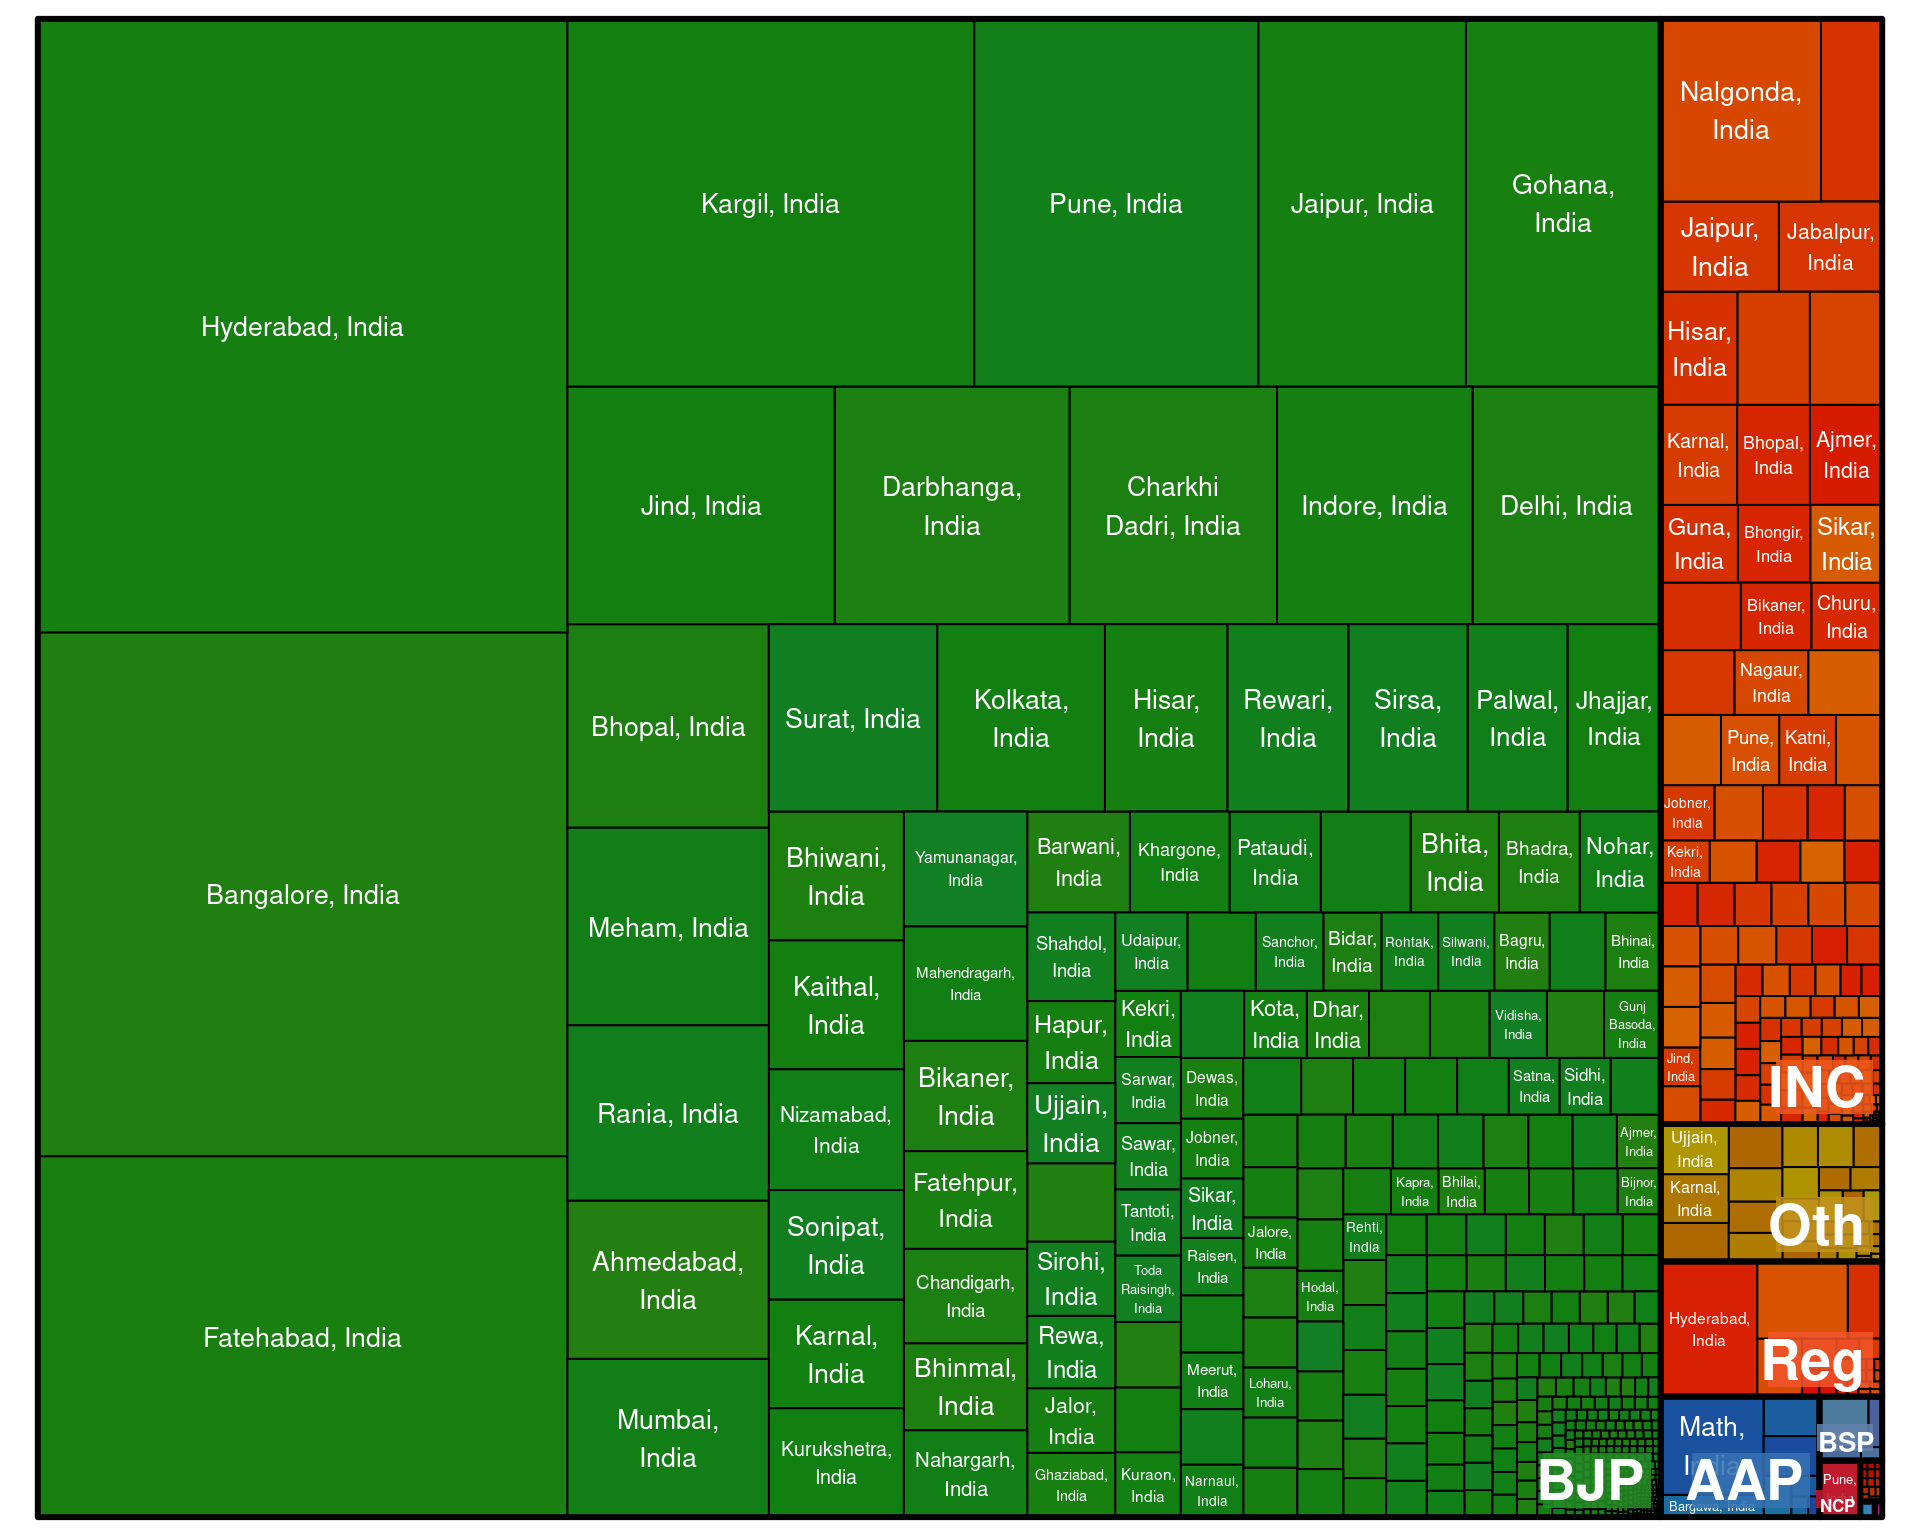 Hyderabad, India
Bangalore, India
Fatehabad, India
Kargil, India
Pune, India
Jaipur, India
Gohana,
India
Jind, India
Darbhanga,
India
Charkhi
Dadri, India
Indore, India
Delhi, India
Bhopal, India
Meham, India
Rania, India
Ahmedabad,
India
Mumbai,
India
Surat, India
Kolkata,
India
Hisar,
India
Rewari,
India
Sirsa,
India
Palwal,
India
Jhajjar,
India
Bhiwani,
India
Kaithal,
India
Nizamabad,
India
Sonipat,
India
Karnal,
India
Kurukshetra,
India
Yamunanagar,
India
Mahendragarh,
India
Bikaner,
India
Fatehpur,
India
Chandigarh,
India
Bhinmal,
India
Nahargarh,
India
Barwani,
India
Khargone,
India
Pataudi,
India
Bhita,
India
Bhadra,
India
Nohar,
India
Shahdol,
India
Hapur,
India
Ujjain,
India
Sirohi,
India
Rewa,
India
Jalor,
India
Ghaziabad,
India
Udaipur,
India
Sanchor,
India
Bidar,
India
Rohtak,
India
Silwani,
India
Bagru,
India
Bhinai,
India
Kekri,
India
Kota,
India
Dhar,
India
Vidisha,
India
Gunj
Basoda,
India
Sarwar,
India
Sawar,
India
Tantoti,
India
Toda
Raisingh,
India
Kuraon,
India
Dewas,
India
Jobner,
India
Sikar,
India
Raisen,
India
Meerut,
India
Narnaul,
India
Satna,
India
Sidhi,
India
Ajmer,
India
Kapra,
India
Bhilai,
India
Bijnor,
India
Jalore,
India
Rehti,
India
Hodal,
India
Loharu,
India
BJP
Nalgonda,
India
Jaipur,
India
Jabalpur,
India
Hisar,
India
Karnal,
India
Bhopal,
India
Ajmer,
India
Guna,
India
Bhongir,
India
Sikar,
India
Bikaner,
India
Churu,
India
Nagaur,
India
Pune,
India
Katni,
India
Jobner,
India
Kekri,
India
Jind,
India
INC
Ujjain,
India
Karnal,
India
Oth
Hyderabad,
India
Reg
Math,
India
Bargawa, India
AAP
BSP
Pune,
NCP